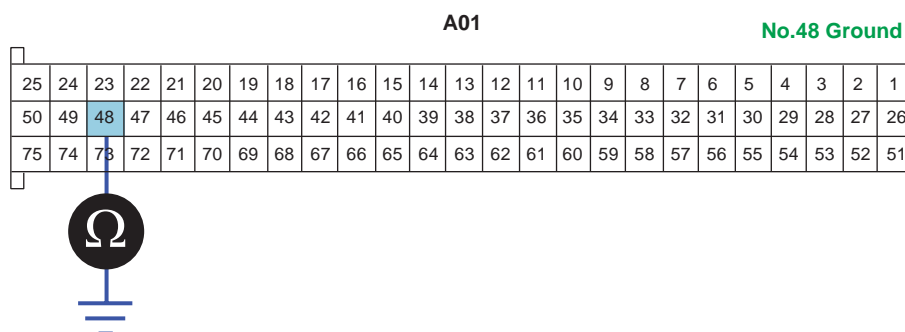 A01
No.48 Ground
25 24 23 22 21 20 19 18 17 16 15 14 13 12 11 10 9 8 7 6 5 4 3 2 1
50 49 48 47 46 45 44 43 42 41 40 39 38 37 36 35 34 33 32 31 30 29 28 27 26
75 74 73 72 71 70 69 68 67 66 65 64 63 62 61 60 59 58 57 56 55 54 53 52 51
Ω